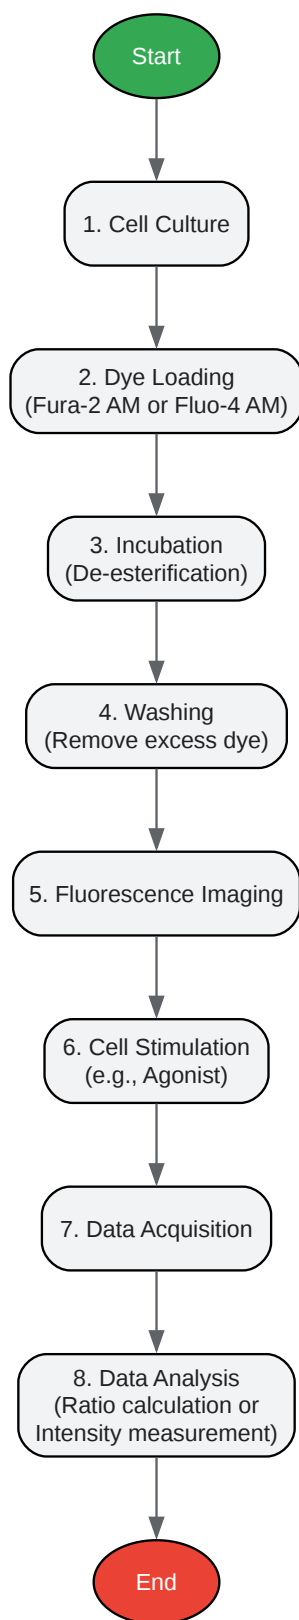 Start
1. Cell Culture
2. Dye Loading
(Fura-2 AM or Fluo-4 AM)
3. Incubation
(De-esterification)
4. Washing
(Remove excess dye)
5. Fluorescence Imaging
6. Cell Stimulation
(e.g., Agonist)
7. Data Acquisition
8. Data Analysis
(Ratio calculation or
Intensity measurement)
End